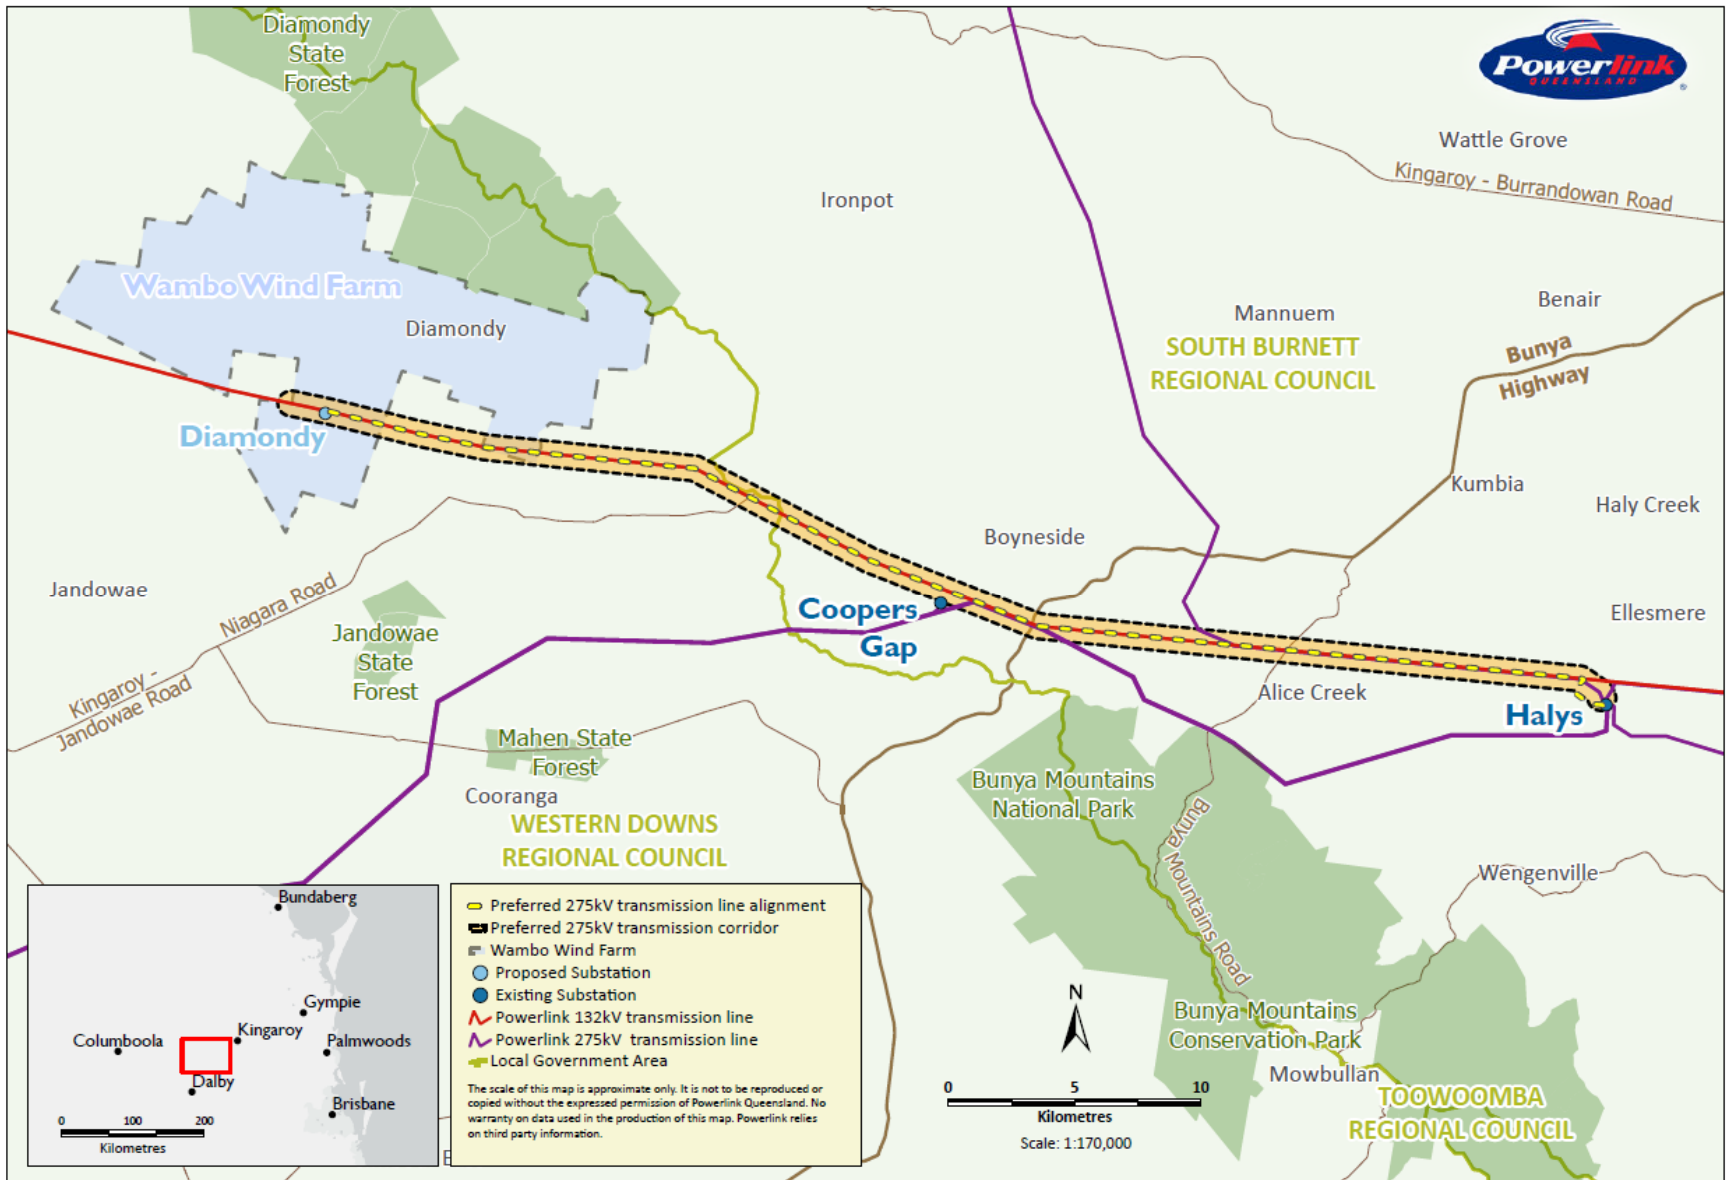 Diamondy
State
Forest
Powerlink
QUEENSLAND
Wattle Grove
Kingaroy - Burrandowan Road
Ironpot
Wambo Wind Farm
Diamondy
Mannuem
Benair
SOUTH BURNETT
REGIONAL COUNCIL
Bunya
Highway
Diamondy
Kumbia
Haly Creek
Boyneside
Jandowae
Niagara Road
Coopers
Gap
Ellesmere
Jandowae
State
Forest
Kingaroy -
Jandowae Road
Alice Creek
Halys
Mahen State
Forest
Bunya Mountains
National Park
Cooranga
WESTERN DOWNS
REGIONAL COUNCIL
Bunya Mountains Road
Wengenville
Bunya Mountains
Conservation Park
Mowbullan
TOOWOOMBA
REGIONAL COUNCIL
Bundaberg
Gympie
Columboola
Kingaroy
Palmwoods
Dalby
Brisbane
0 100 200
Kilometres
Preferred 275kV transmission line alignment
Preferred 275kV transmission corridor
Wambo Wind Farm
Proposed Substation
Existing Substation
Powerlink 132kV transmission line
Powerlink 275kV transmission line
Local Government Area
The scale of this map is approximate only. It is not to be reproduced or
copied without the expressed permission of Powerlink Queensland. No
warranty on data used in the production of this map. Powerlink relies
on third party information.
N
0 5 10
Kilometres
Scale: 1:170,000